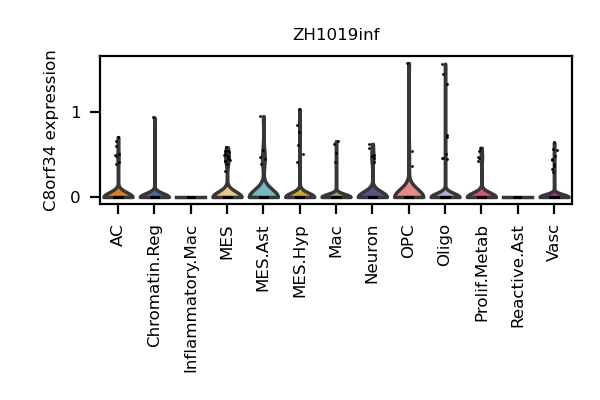 ZH1019inf
C8orf34 expression
1
0
AC
Chromatin.Reg
Inflammatory.Mac
MES
MES.Ast
MES.Hyp
Mac
Neuron
OPC
Oligo
Prolif.Metab
Reactive.Ast
Vasc